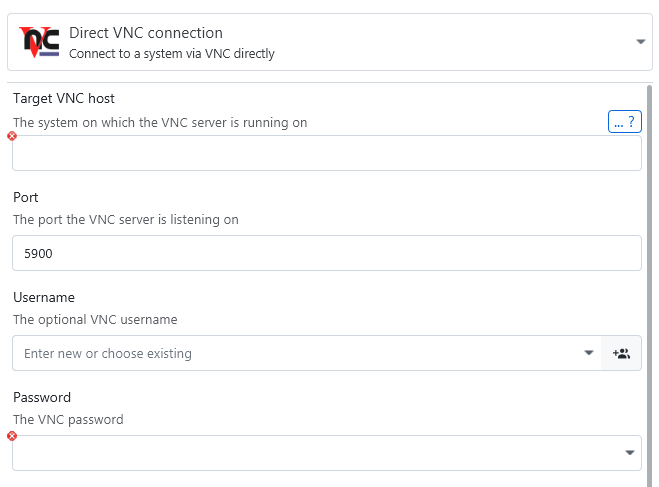 VNC
Direct VNC connection
Connect to a system via VNC directly
Target VNC host
The system on which the VNC server is running on
... ?
Port
The port the VNC server is listening on
5900
Username
The optional VNC username
Enter new or choose existing
Password
The VNC password